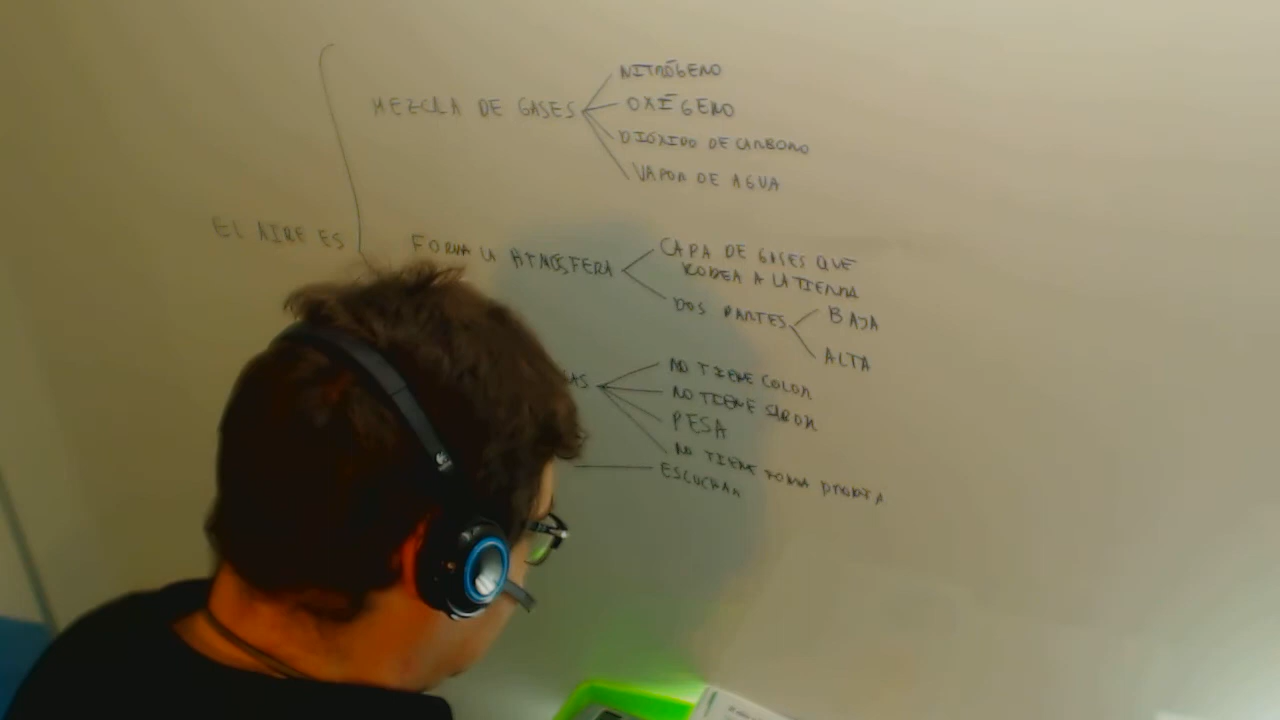 MEZCLA DE GASES
NITRÓGENO
OXÍGENO
DIÓXIDO DE CARBONO
VAPOR DE AGUA
EL AIRE ES
FORMA LA ATMÓSFERA
CAPA DE GASES QUE
RODEA A LA TIERRA
DOS PARTES
BAJA
ALTA
NO TIENE COLOR
NO TIENE SABOR
PESA
NO TIENE FORMA PROPIA
ESCUCHAR